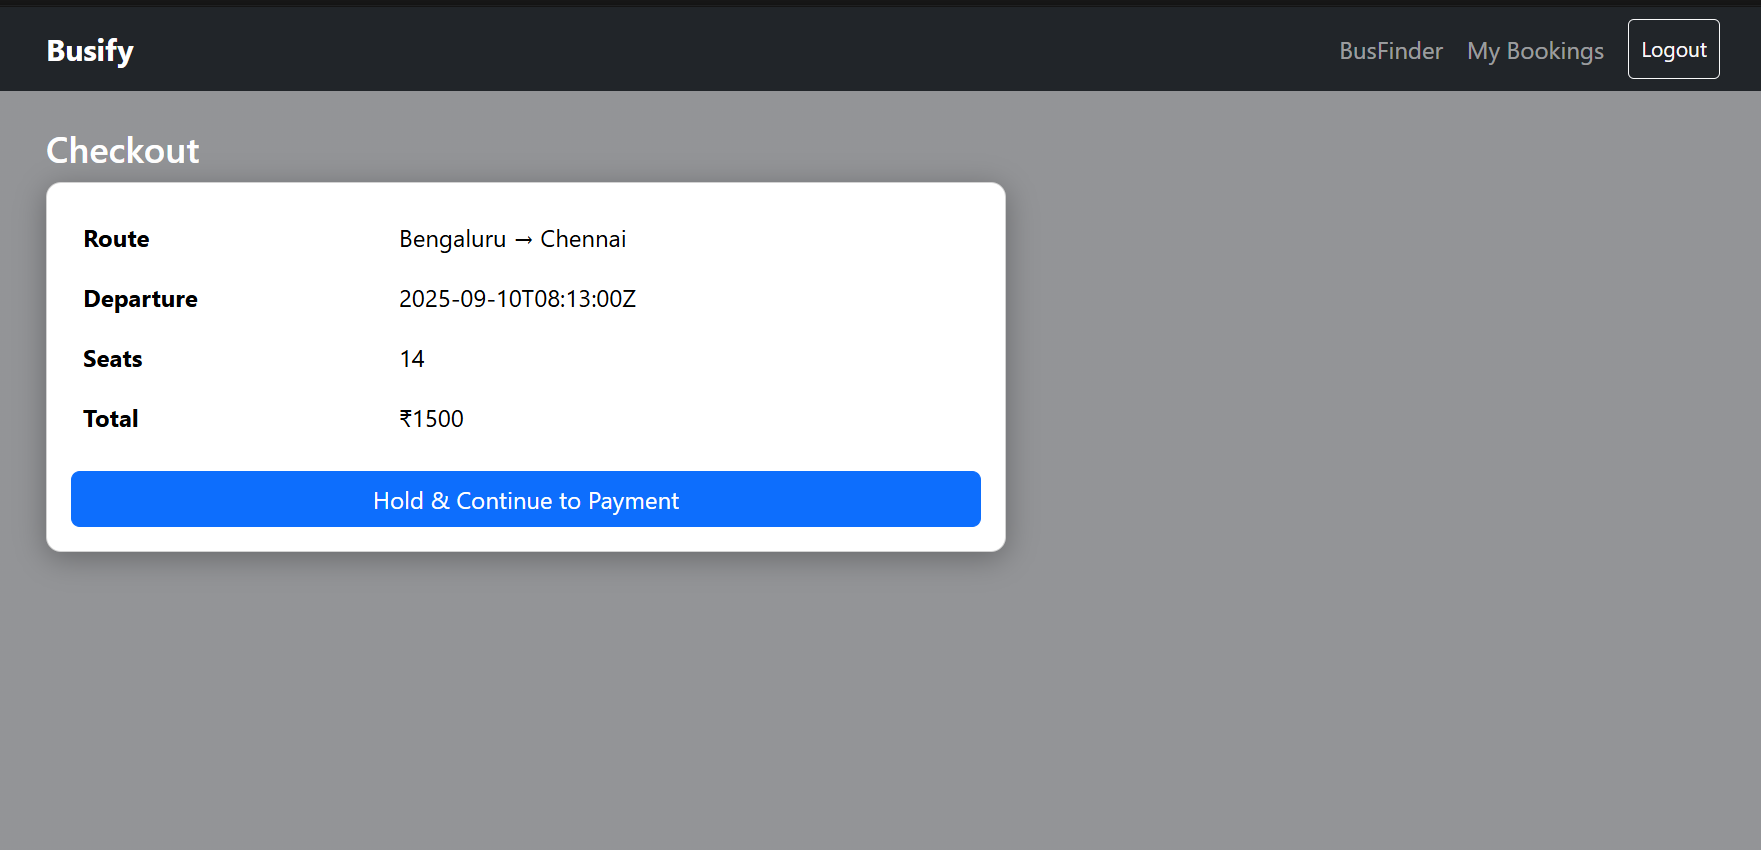 Busify BusFinder My Bookings Logout
Checkout
Route Bengaluru → Chennai
Departure 2025-09-10T08:13:00Z
Seats 14
Total ₹1500
Hold & Continue to Payment